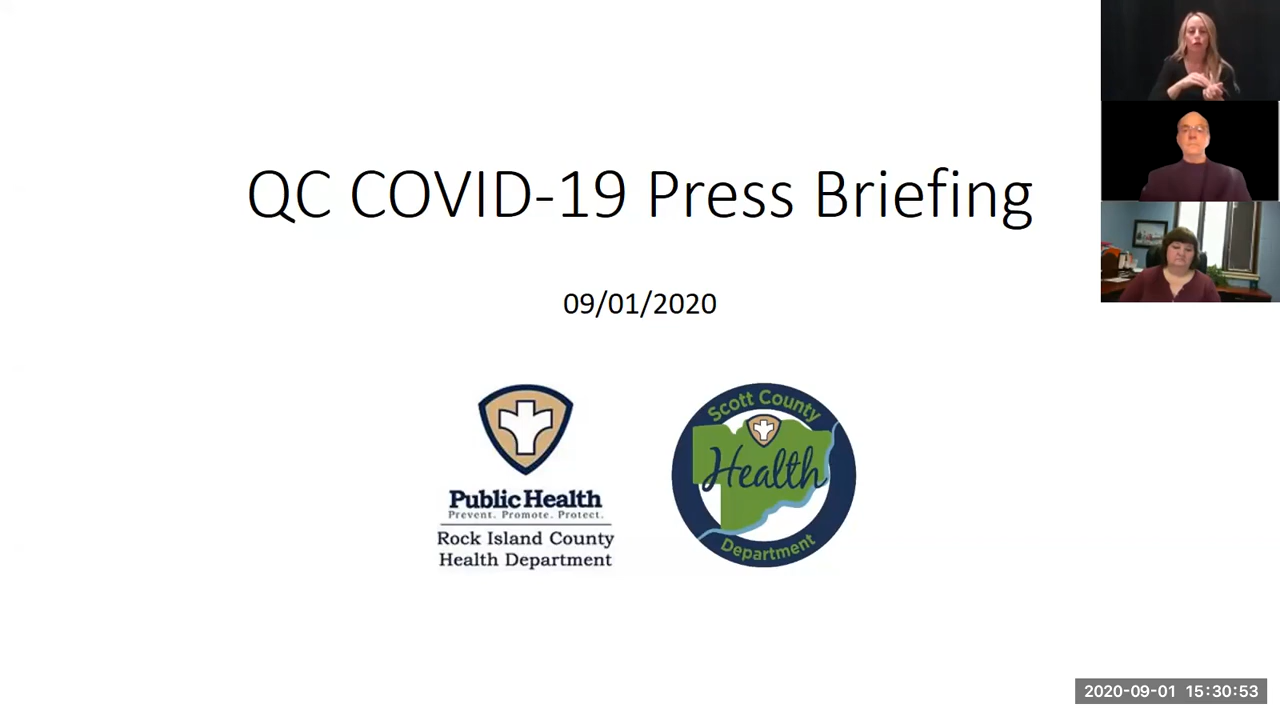 QC COVID-19 Press Briefing
09/01/2020
Public Health
Prevent. Promote. Protect.
Rock Island County
Health Department
Scott County
Health
Department
2020-09-01 15:30:53